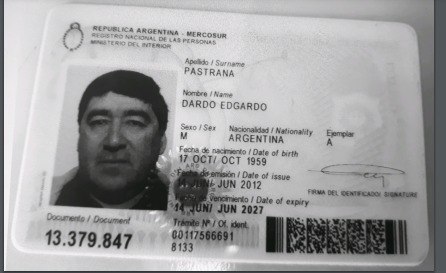 REPUBLICA ARGENTINA - MERCOSUR
REGISTRO NACIONAL DE LAS PERSONAS
MINISTERIO DEL INTERIOR
Apellido / Surname
PASTRANA
Nombre / Name
DARDO EDGARDO
Sexo / Sex Nacionalidad / Nationality Ejemplar
M ARGENTINA A
Fecha de nacimiento / Date of birth
17 OCT/ OCT 1959
Fecha de emisión / Date of issue
JUN/ JUN 2012
Fecha de vencimiento / Date of expiry
14 JUN/ JUN 2027
FIRMA DEL IDENTIFICADO/ SIGNATURE
Documento / Document
13.379.847
Trámite Nº / Of. ident.
00117566691
8133